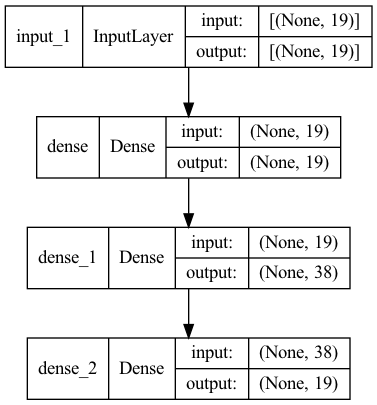 input_1 InputLayer input: [(None, 19)]
output: [(None, 19)]
dense Dense input: (None, 19)
output: (None, 19)
dense_1 Dense input: (None, 19)
output: (None, 38)
dense_2 Dense input: (None, 38)
output: (None, 19)